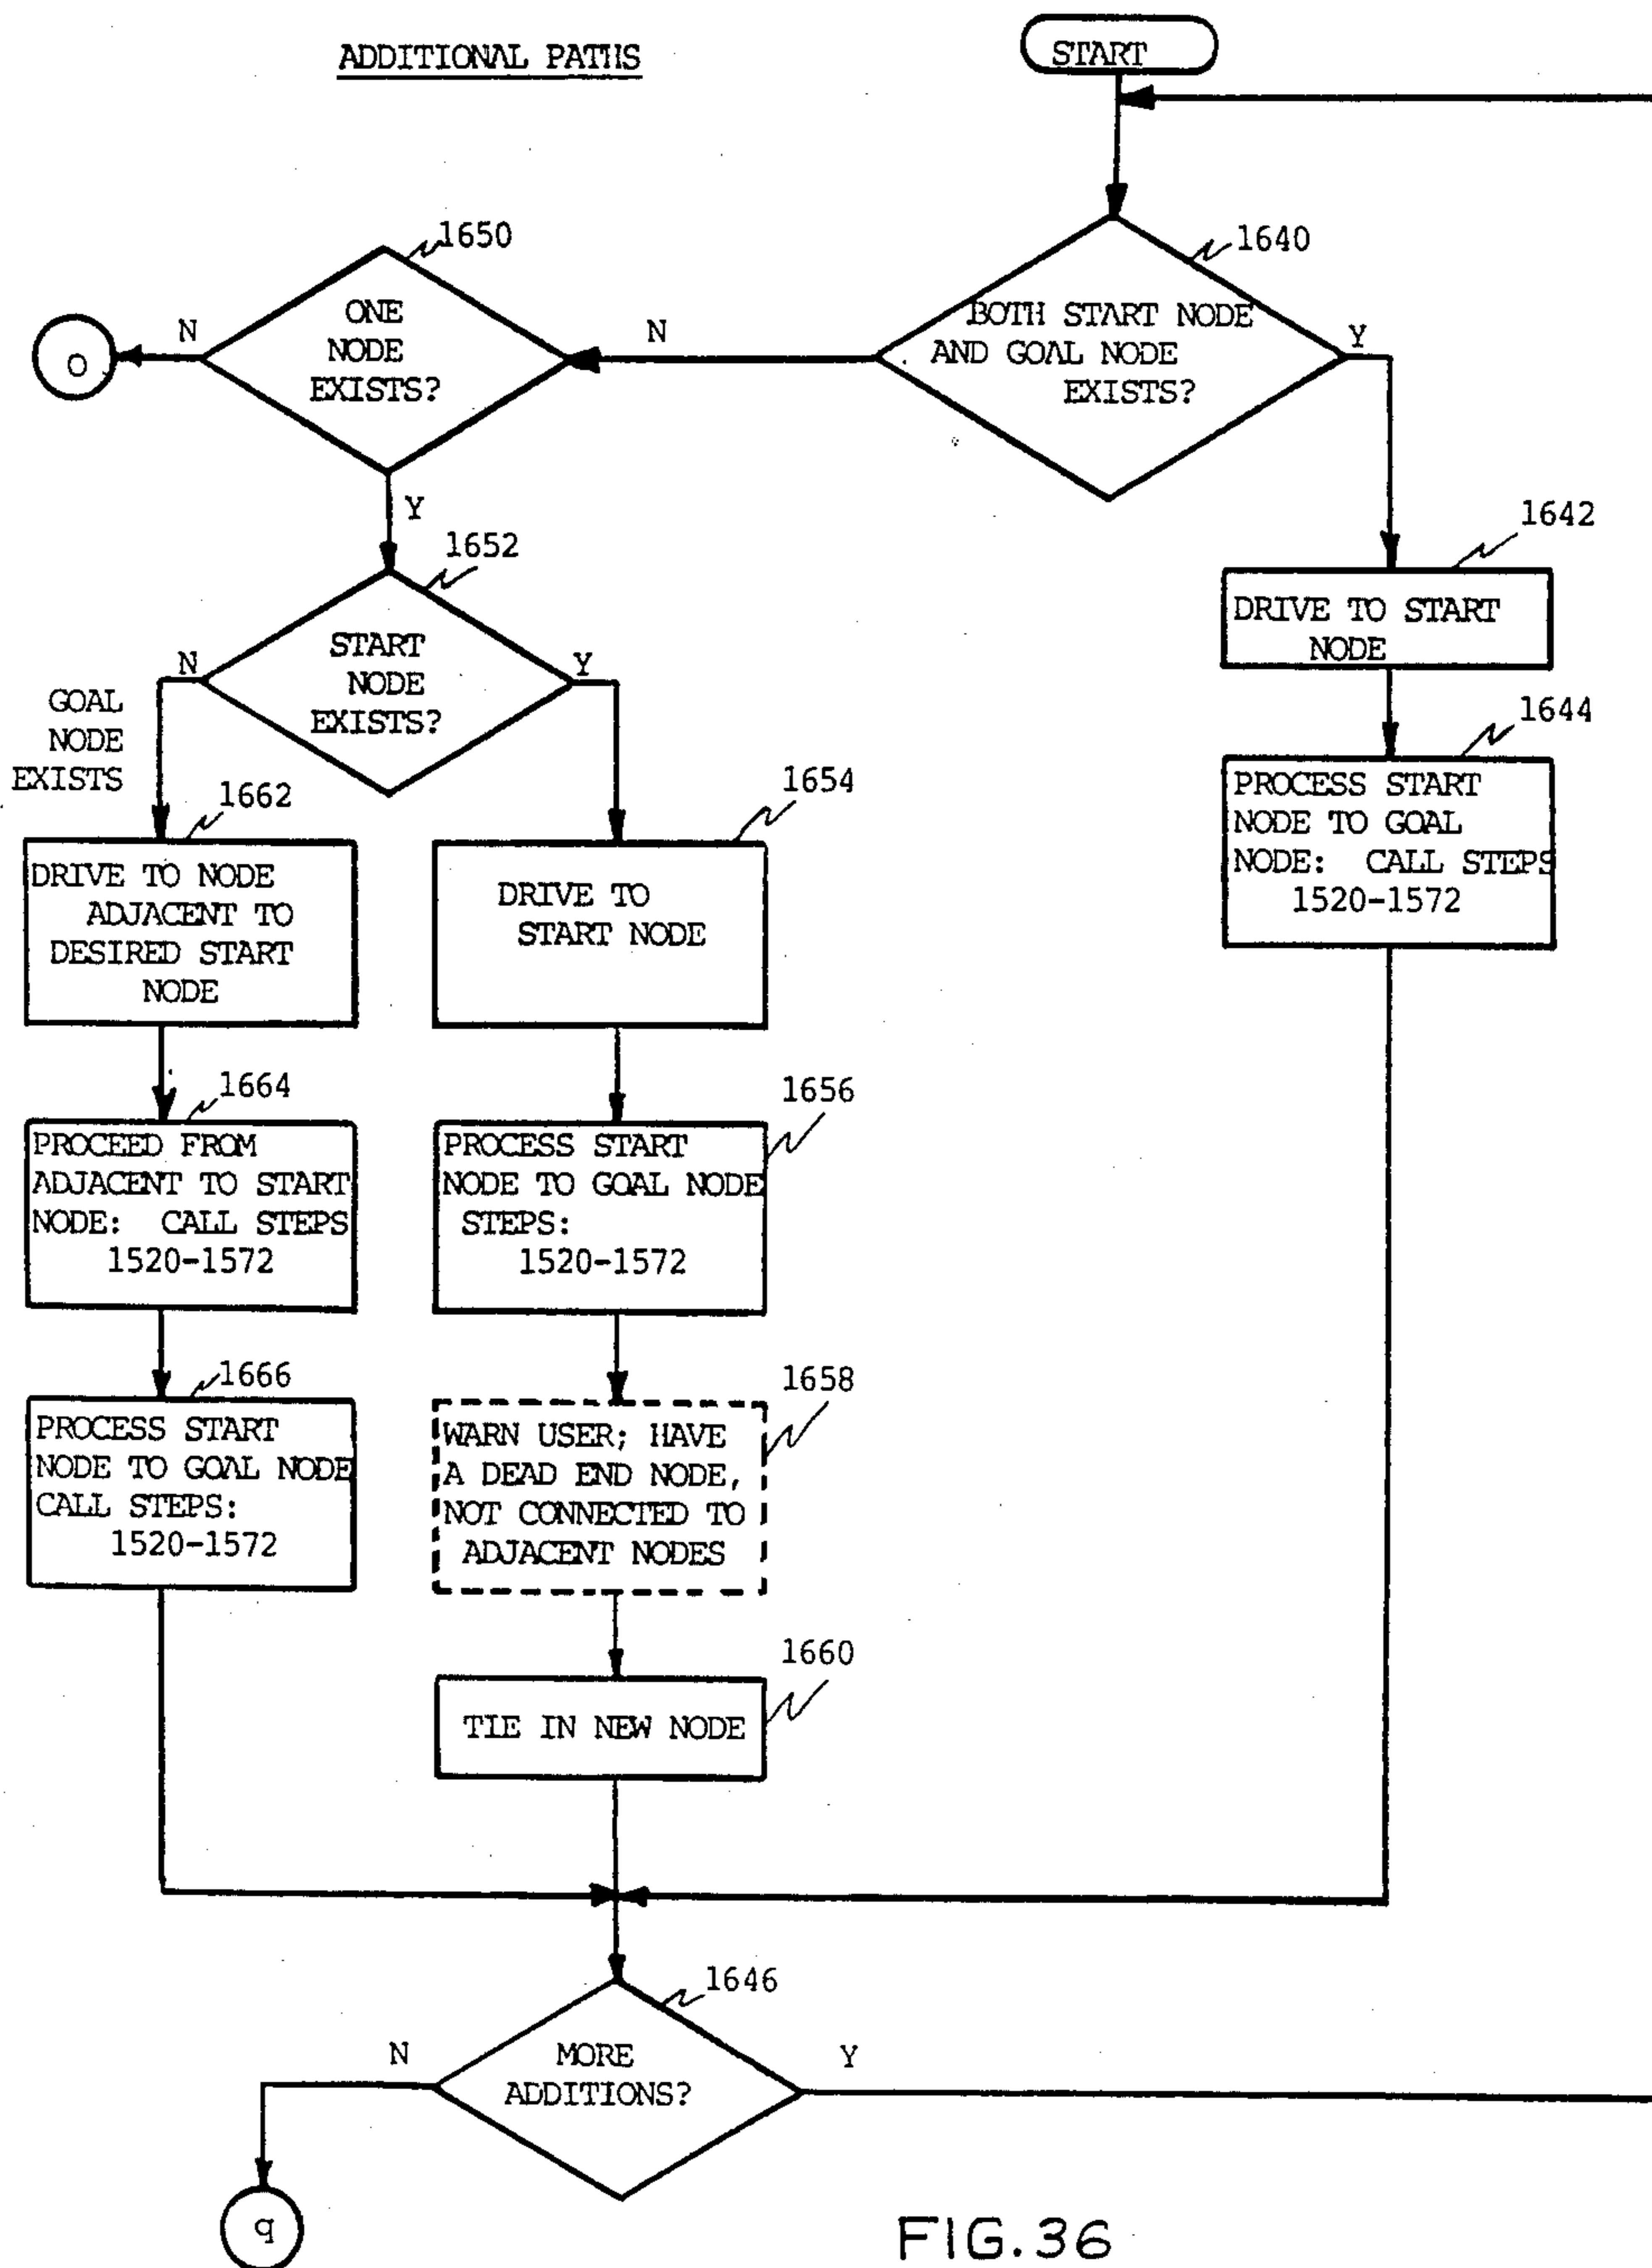 ADDITIONAL PATHS
START
1640
BOTH START NODE
AND GOAL NODE
EXISTS?
Y
N
1650
ONE
NODE
EXISTS?
N
O
Y
1652
START
NODE
EXISTS?
N
Y
GOAL
NODE
EXISTS
1642
DRIVE TO START
NODE
1644
PROCESS START
NODE TO GOAL
NODE: CALL STEPS
1520-1572
1662
DRIVE TO NODE
ADJACENT TO
DESIRED START
NODE
1654
DRIVE TO
START NODE
1664
PROCEED FROM
ADJACENT TO START
NODE: CALL STEPS
1520-1572
1656
PROCESS START
NODE TO GOAL NODE
STEPS:
1520-1572
1666
PROCESS START
NODE TO GOAL NODE
CALL STEPS:
1520-1572
1658
WARN USER; HAVE
A DEAD END NODE,
NOT CONNECTED TO
ADJACENT NODES
1660
TIE IN NEW NODE
1646
MORE
ADDITIONS?
N
Y
q
FIG.36